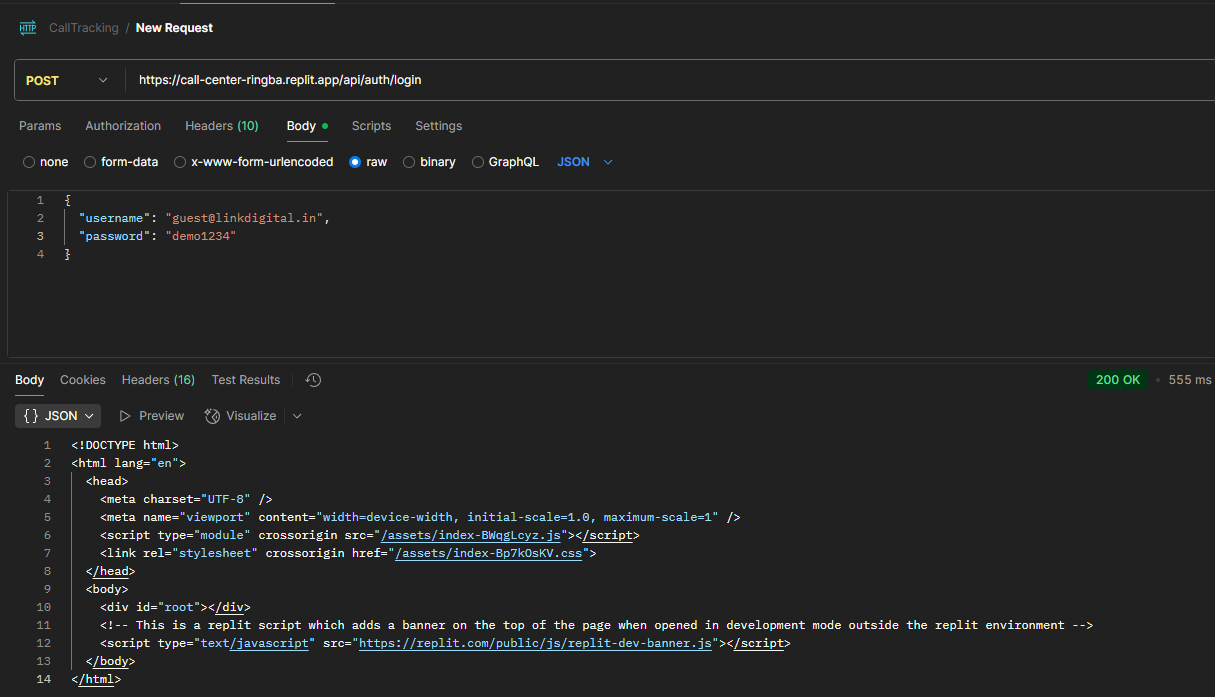 HTTP CallTracking / New Request
POST https://call-center-ringba.replit.app/api/auth/login
Params Authorization Headers (10) Body Scripts Settings
none form-data x-www-form-urlencoded raw binary GraphQL JSON
1 {
2 "username": "guest@linkdigital.in",
3 "password": "demo1234"
4 }
Body Cookies Headers (16) Test Results 200 OK • 555 ms
{} JSON Preview Visualize
1 <!DOCTYPE html>
2 <html lang="en">
3 <head>
4 <meta charset="UTF-8" />
5 <meta name="viewport" content="width=device-width, initial-scale=1.0, maximum-scale=1" />
6 <script type="module" crossorigin src="/assets/index-BWqgLcyz.js"></script>
7 <link rel="stylesheet" crossorigin href="/assets/index-Bp7kOsKV.css">
8 </head>
9 <body>
10 <div id="root"></div>
11 <!-- This is a replit script which adds a banner on the top of the page when opened in development mode outside the replit environment -->
12 <script type="text/javascript" src="https://replit.com/public/js/replit-dev-banner.js"></script>
13 </body>
14 </html>